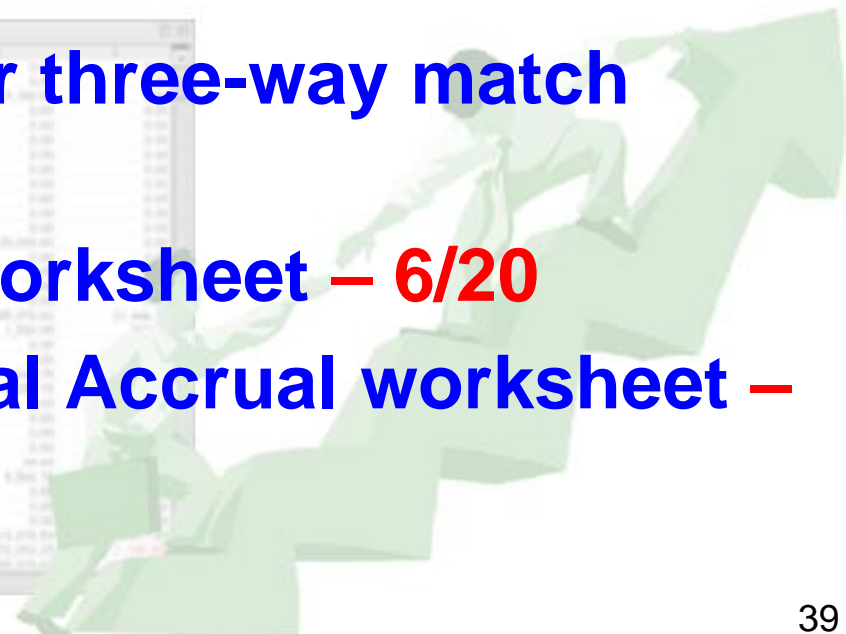 r three-way match
orksheet – 6/20
al Accrual worksheet –
39